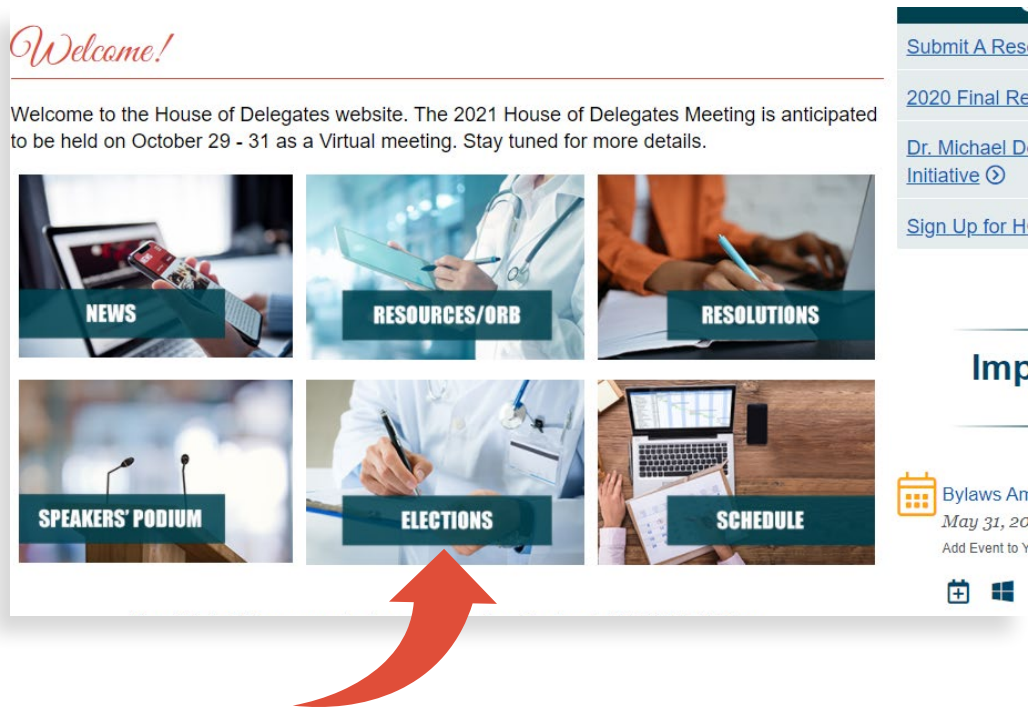 Welcome!
Welcome to the House of Delegates website. The 2021 House of Delegates Meeting is anticipated
to be held on October 29 - 31 as a Virtual meeting. Stay tuned for more details.
NEWS
RESOURCES/ORB
RESOLUTIONS
SPEAKERS' PODIUM
ELECTIONS
SCHEDULE
Submit A Res
2020 Final Re
Dr. Michael D
Initiative
Sign Up for H
Imp
Bylaws Am
May 31, 20
Add Event to Y